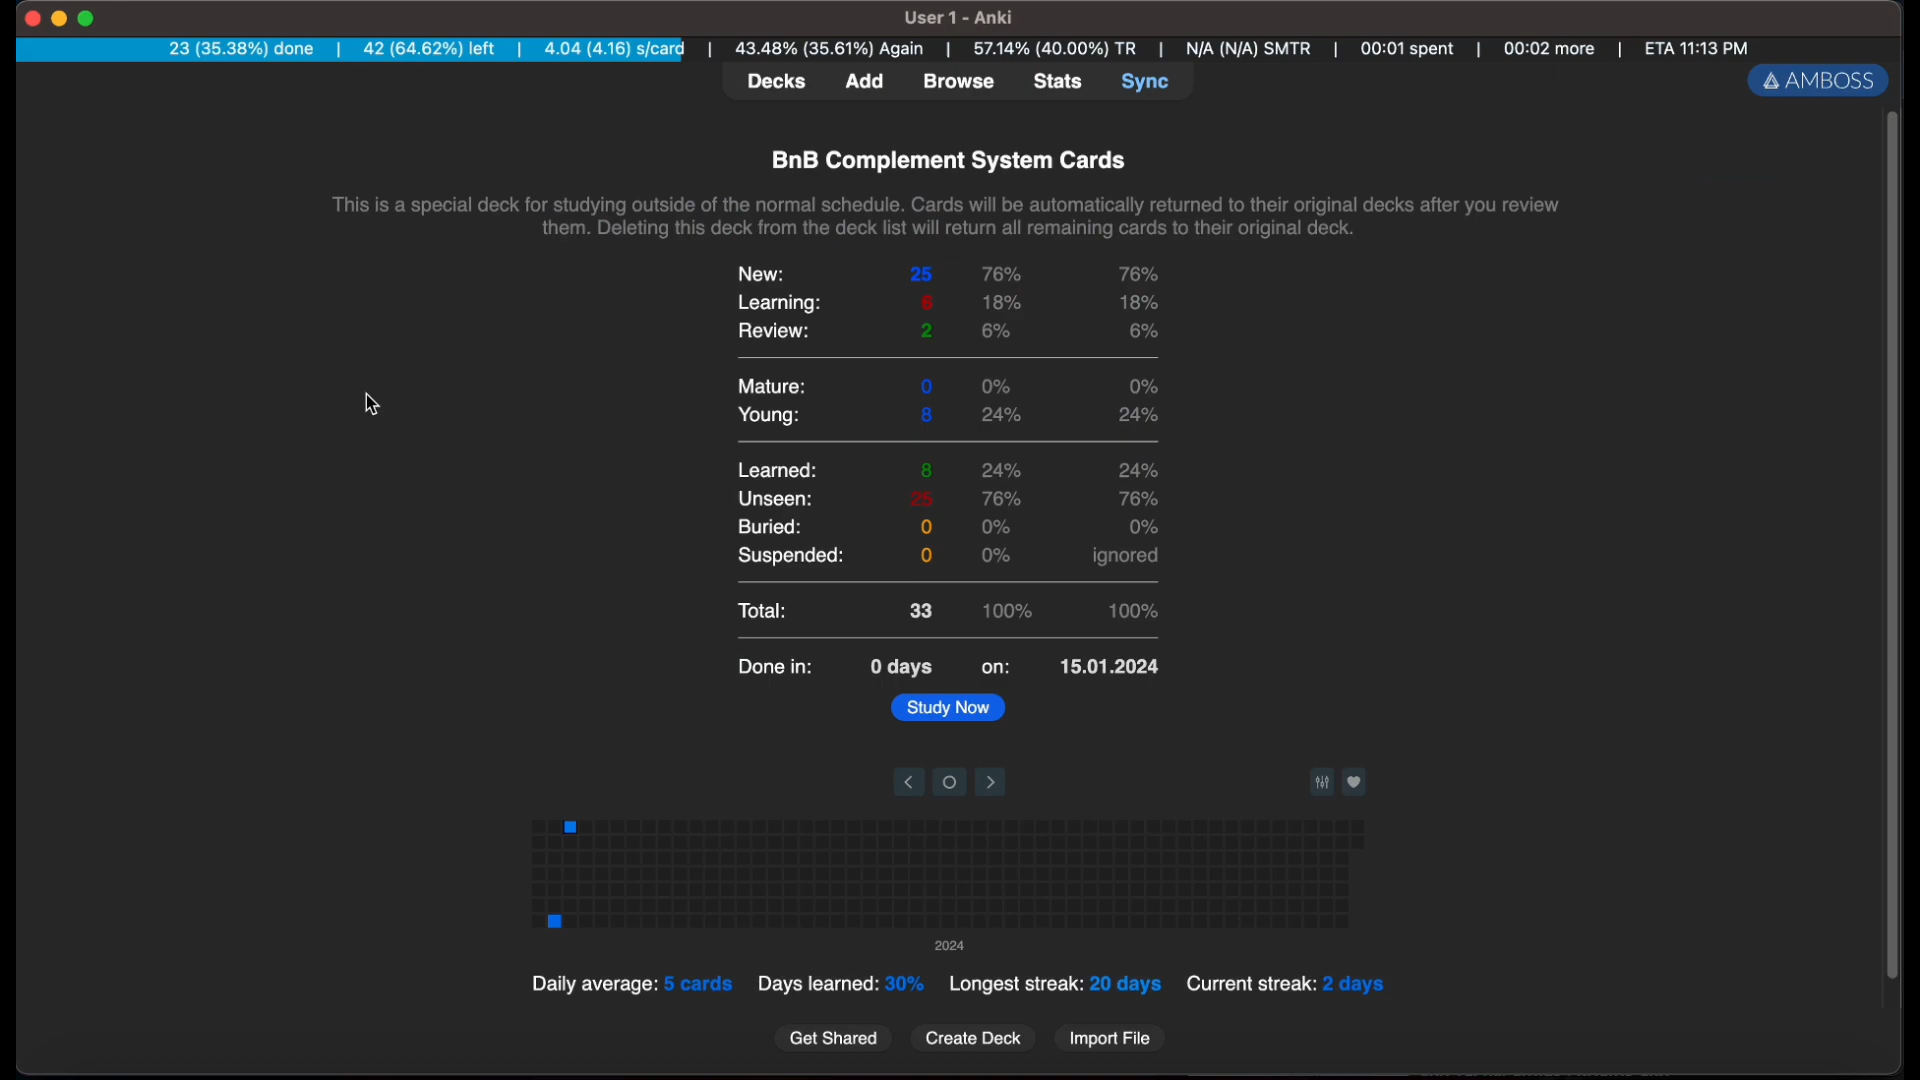 User 1 - Anki
23 (35.38%) done | 42 (64.62%) left | 4.04 (4.16) s/card | 43.48% (35.61%) Again | 57.14% (40.00%) TR | N/A (N/A) SMTR | 00:01 spent | 00:02 more | ETA 11:13 PM
Decks Add Browse Stats Sync
AMBOSS
BnB Complement System Cards
This is a special deck for studying outside of the normal schedule. Cards will be automatically returned to their original decks after you review
them. Deleting this deck from the deck list will return all remaining cards to their original deck.
New: 25 76% 76%
Learning: 6 18% 18%
Review: 2 6% 6%
Mature: 0 0% 0%
Young: 8 24% 24%
Learned: 8 24% 24%
Unseen: 25 76% 76%
Buried: 0 0% 0%
Suspended: 0 0% ignored
Total: 33 100% 100%
Done in: 0 days on: 15.01.2024
Study Now
2024
Daily average: 5 cards Days learned: 30% Longest streak: 20 days Current streak: 2 days
Get Shared Create Deck Import File